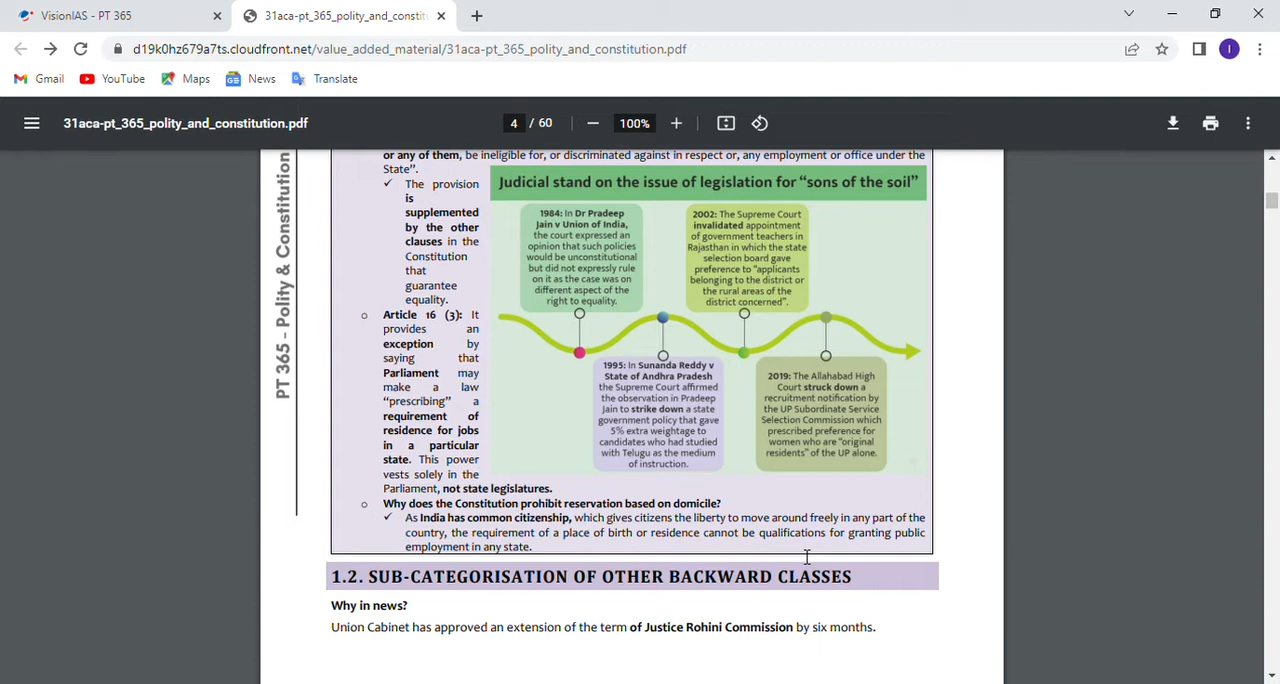 VisionIAS - PT 365
31aca-pt_365_polity_and_constit
d19k0hz679a7ts.cloudfront.net/value_added_material/31aca-pt_365_polity_and_constitution.pdf
I
Gmail
YouTube
Maps
News
Translate
31aca-pt_365_polity_and_constitution.pdf
4 / 60
100%
PT 365 - Polity & Constitution
or any of them, be ineligible for, or discriminated against in respect or, any employment or office under the
State”.
✓ The provision
is
supplemented
by the other
clauses in the
Constitution
that
guarantee
equality.
o Article 16 (3): It
provides an
exception by
saying that
Parliament may
make a law
“prescribing” a
requirement of
residence for jobs
in a particular
state. This power
vests solely in the
Parliament, not state legislatures.
Judicial stand on the issue of legislation for “sons of the soil”
1984: In Dr Pradeep
Jain v Union of India,
the court expressed an
opinion that such policies
would be unconstitutional
but did not expressly rule
on it as the case was on
different aspect of the
right to equality.
2002: The Supreme Court
invalidated appointment
of government teachers in
Rajasthan in which the state
selection board gave
preference to “applicants
belonging to the district or
the rural areas of the
district concerned”.
1995: In Sunanda Reddy v
State of Andhra Pradesh
the Supreme Court affirmed
the observation in Pradeep
Jain to strike down a state
government policy that gave
5% extra weightage to
candidates who had studied
with Telugu as the medium
of instruction.
2019: The Allahabad High
Court struck down a
recruitment notification by
the UP Subordinate Service
Selection Commission which
prescribed preference for
women who are “original
residents” of the UP alone.
o Why does the Constitution prohibit reservation based on domicile?
✓ As India has common citizenship, which gives citizens the liberty to move around freely in any part of the
country, the requirement of a place of birth or residence cannot be qualifications for granting public
employment in any state.
1.2. SUB-CATEGORISATION OF OTHER BACKWARD CLASSES
Why in news?
Union Cabinet has approved an extension of the term of Justice Rohini Commission by six months.